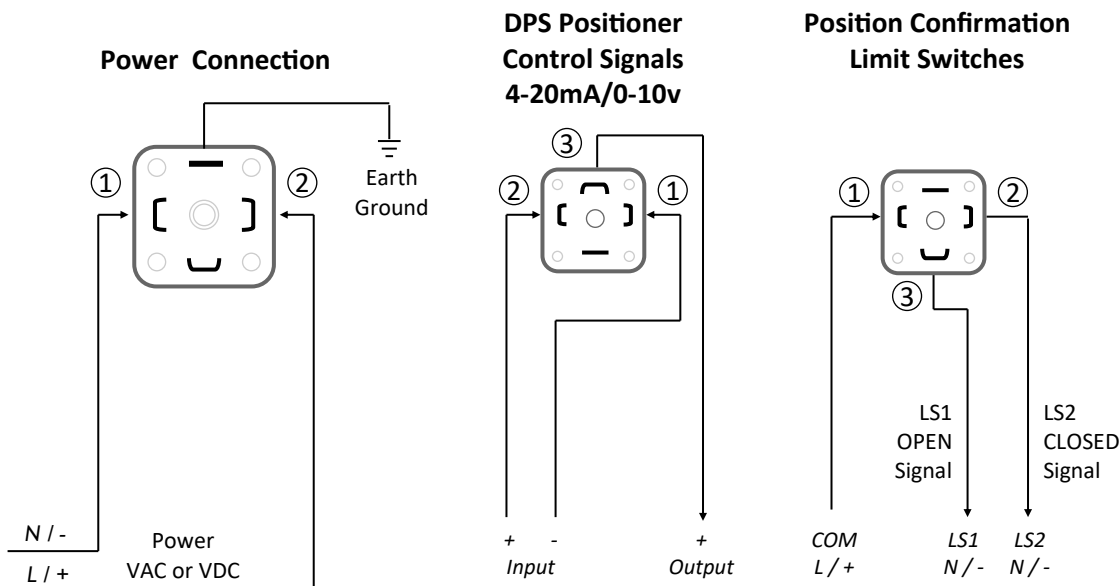 Power Connection
①
②
Earth
Ground
N / -
L / +
Power
VAC or VDC
DPS Positioner
Control Signals
4-20mA/0-10v
③
②
①
+ -
Input
+
Output
Position Confirmation
Limit Switches
①
②
③
LS1
OPEN
Signal
LS2
CLOSED
Signal
COM
L / +
LS1
N / -
LS2
N / -